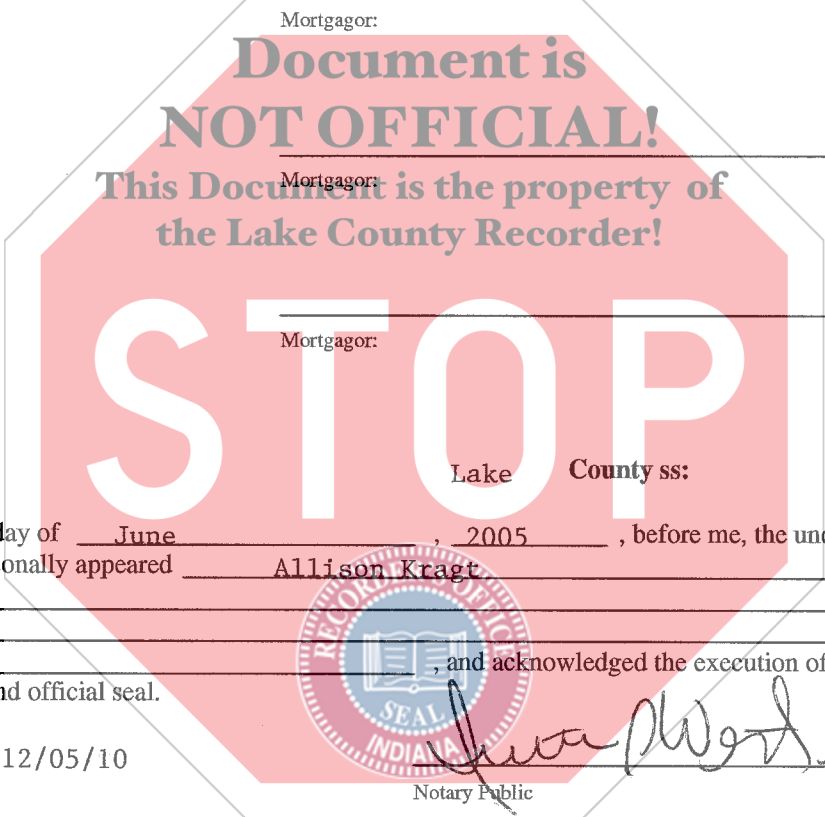 Mortgagor:
Document is
NOT OFFICIAL!
Mortgagor:
This Document is the property of
the Lake County Recorder!
STOP
Mortgagor:
Lake County ss:
day of June , 2005 , before me, the und
onally appeared Allison Kragt
, and acknowledged the execution of
nd official seal.
RECORDER'S OFFICE
SEAL
INDIANA
12/05/10
Notary Public